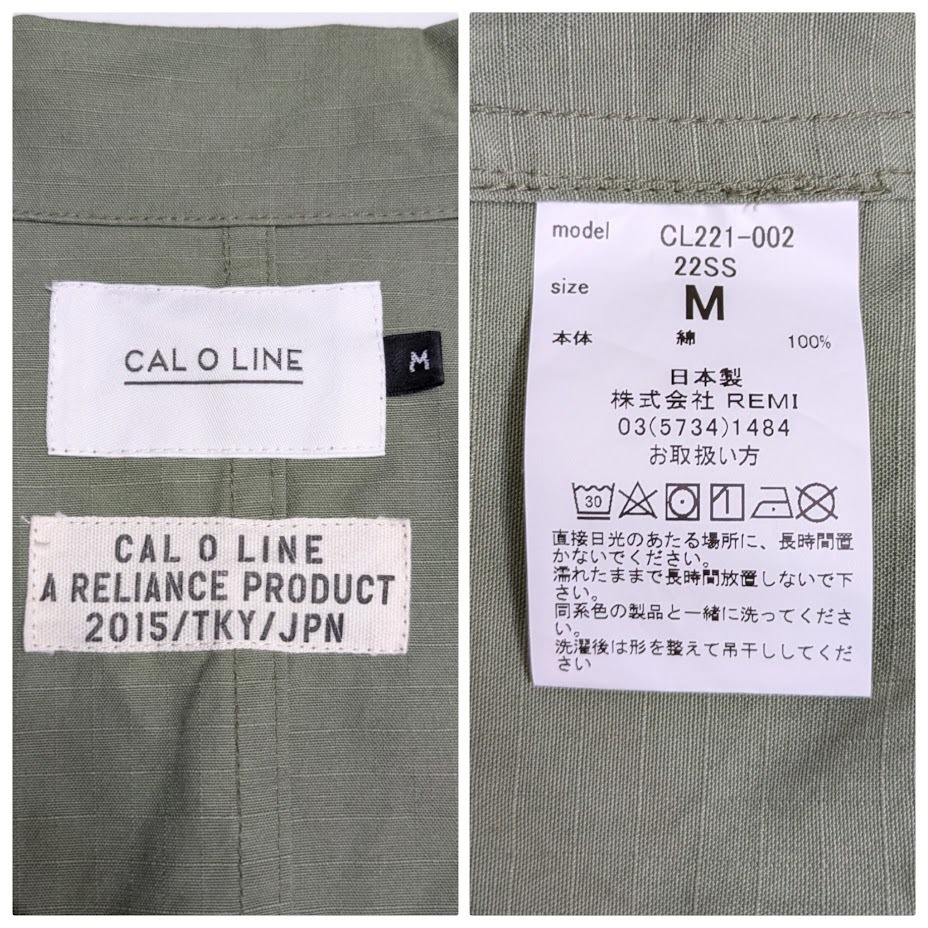 CAL O LINE
M
CAL O LINE
A RELIANCE PRODUCT
2015/TKY/JPN
model CL221-002
22SS
size M
本体 綿 100%
日本製
株式会社 REMI
03(5734)1484
お取扱い方
30
直接日光のあたる場所に、長時間置
かないでください。
濡れたままで長時間放置しないで下
さい。
同系色の製品と一緒に洗ってくださ
い。
洗濯後は形を整えて吊干ししてくだ
さい